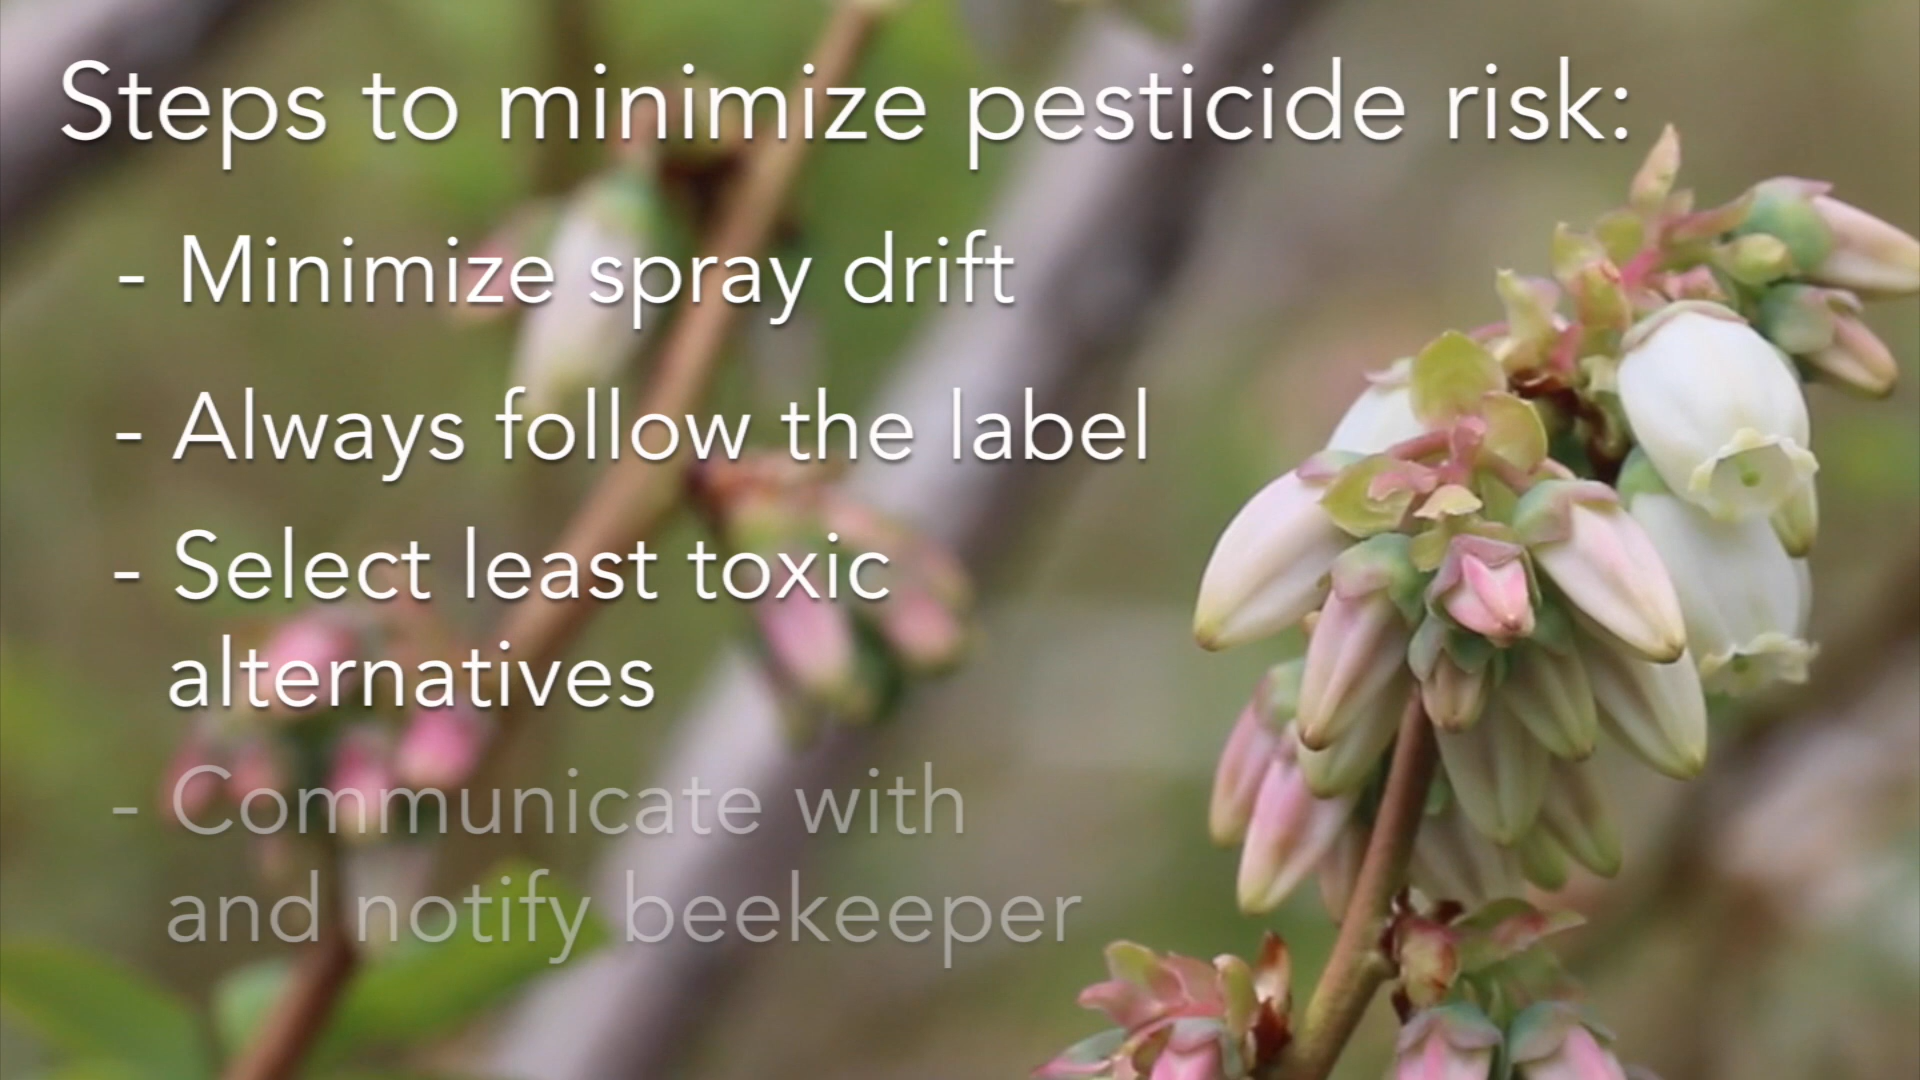 Steps to minimize pesticide risk:
- Minimize spray drift
- Always follow the label
- Select least toxic
alternatives
- Communicate with
and notify beekeeper